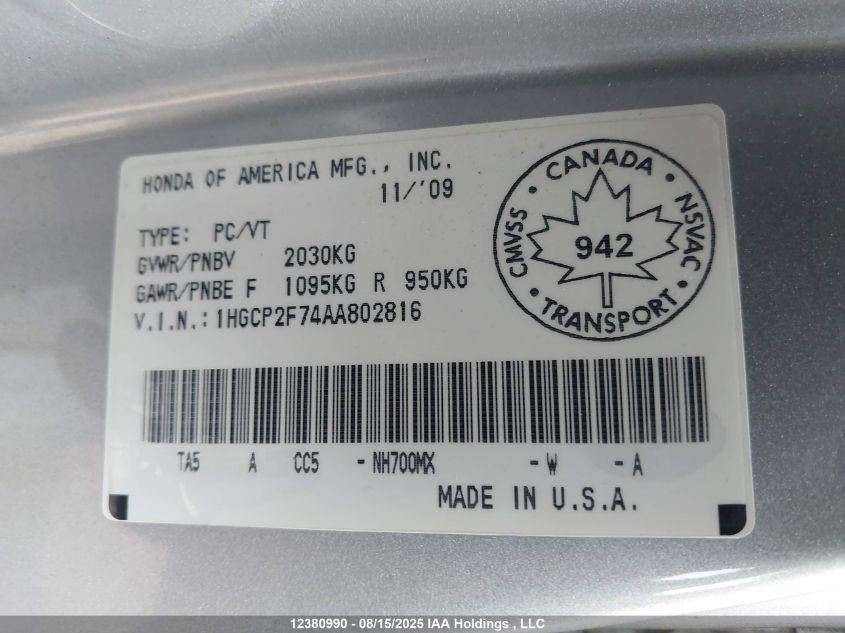 HONDA OF AMERICA MFG., INC.
11/'09
TYPE: PC/VT
GVWR/PNBV 2030KG
GAWR/PNBE F 1095KG R 950KG
V.I.N.: 1HGCP2F74AA802816
• CANADA •
CMVSS 942 NSVAC
• TRANSPORT •
TA5 A CC5 - NH700MX - W - A
MADE IN U.S.A.
12380990 - 08/15/2025 IAA Holdings , LLC